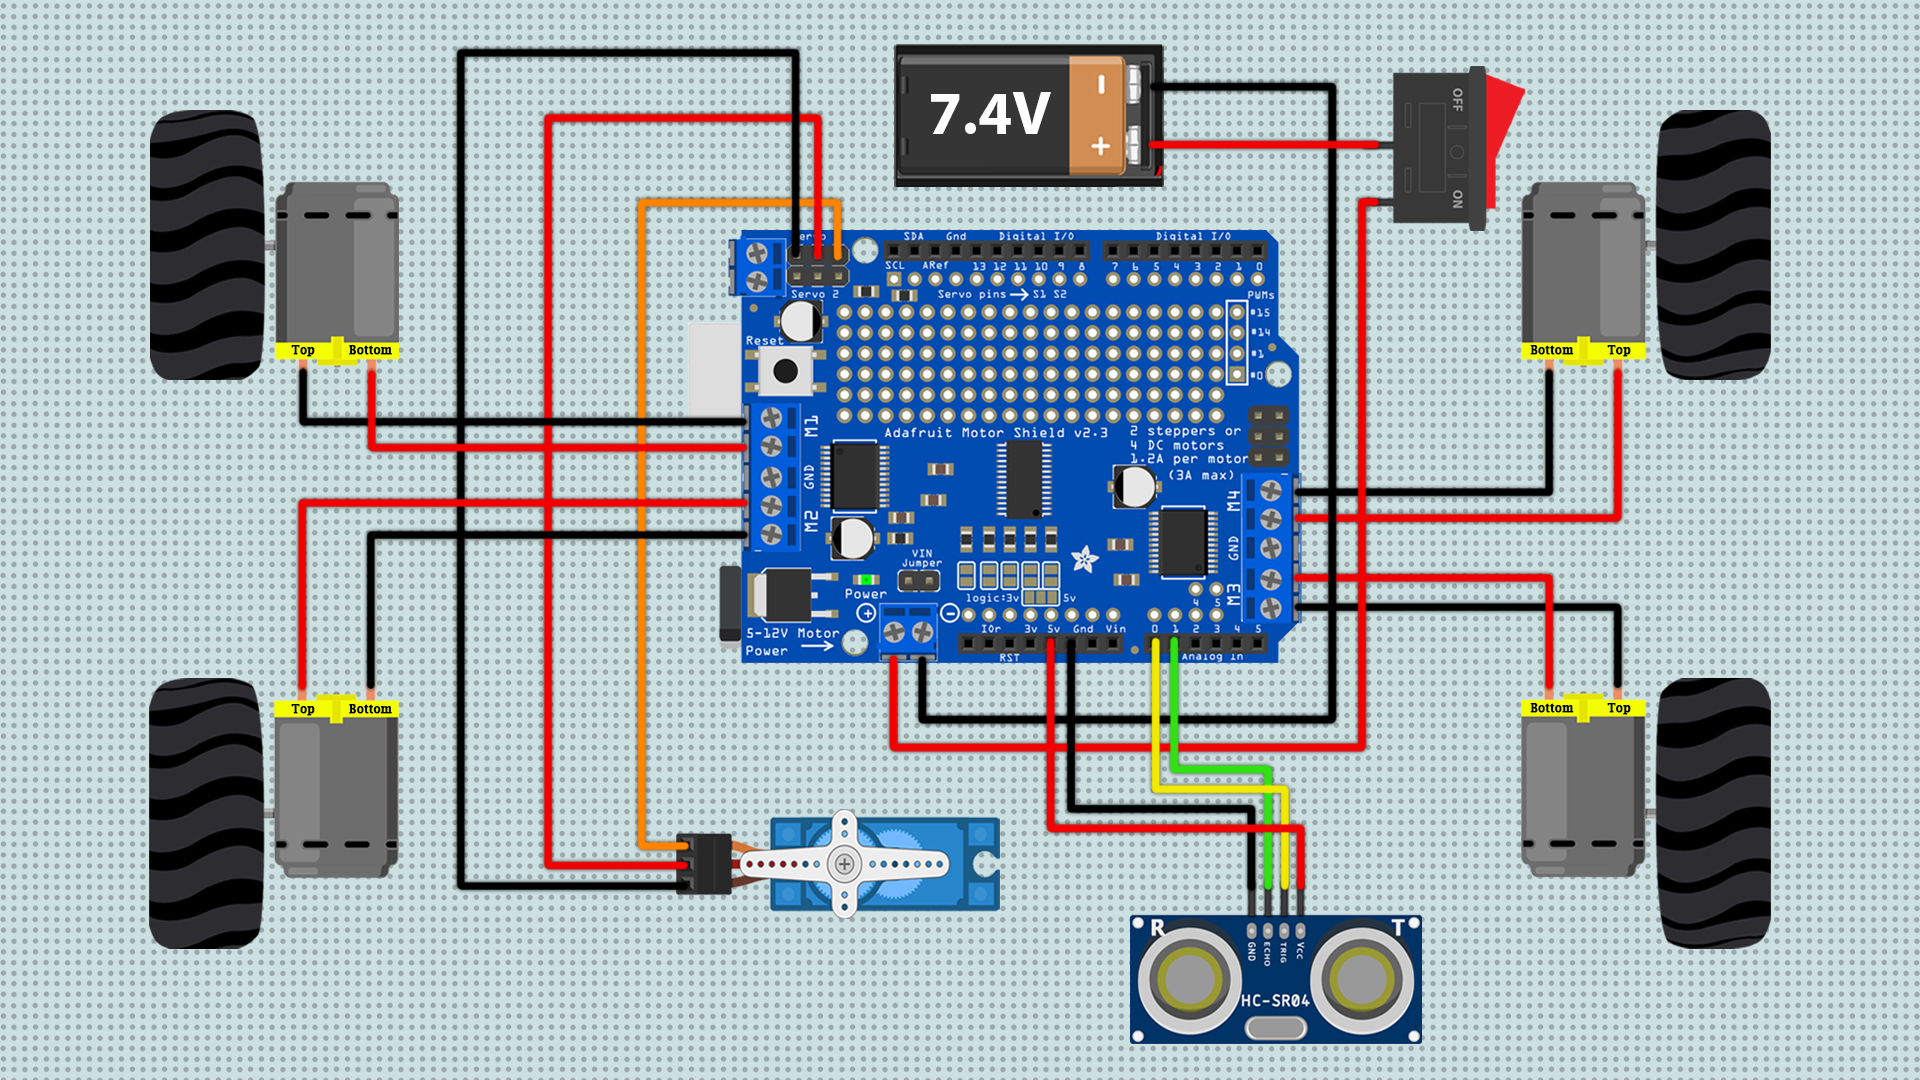 7.4V
−
+
OFF
ON
Servo
SDA Gnd Digital I/O Digital I/O
SCL ARef 13 12 11 10 9 8 7 6 5 4 3 2 1 0
Servo 2
Servo pins → S1 S2
PWMs
#15
#14
#1
#0
Reset
Top Bottom
Bottom Top
M1
GND
M2
Adafruit Motor Shield v2.3
2 steppers or
4 DC motors
1.2A per motor
(3A max)
M4
GND
M3
VIN
Jumper
Power
logic:3v 5v
4 5
5-12V Motor
Power →
+ −
IOr 3v 5v Gnd Vin 0 1 2 3 4 5
RST Analog In
Top Bottom
Bottom Top
R T
GND
ECHO
TRIG
VCC
HC-SR04